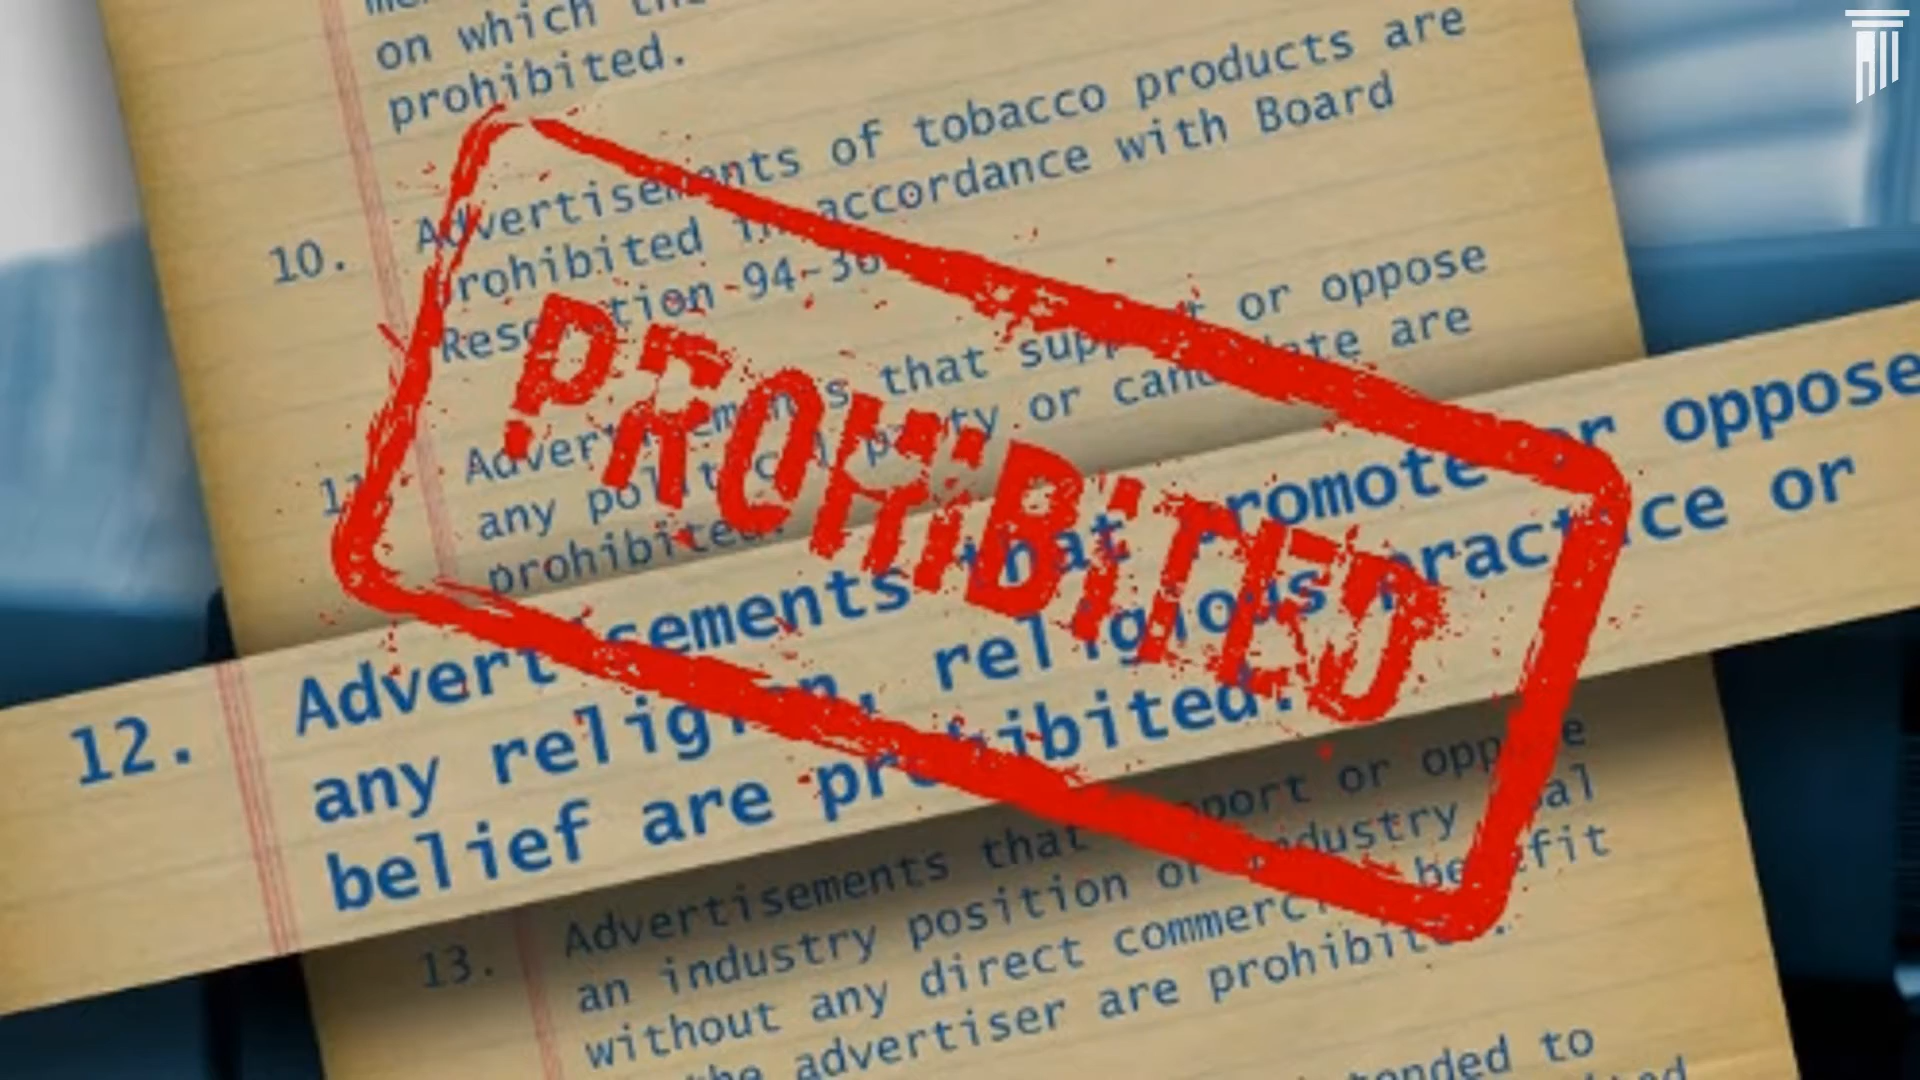 on which
prohibited.
10. Advertisements of tobacco products are
prohibited in accordance with Board
Resolution 94-30
11. Advertisements that support or oppose
any political party or candidate are
prohibited.
12. Advertisements that promote or oppose
any religion, religious practice or
belief are prohibited.
PROHIBITED
13. Advertisements that support or oppose
an industry position or industry goal
without any direct commercial benefit
the advertiser are prohibited.
to